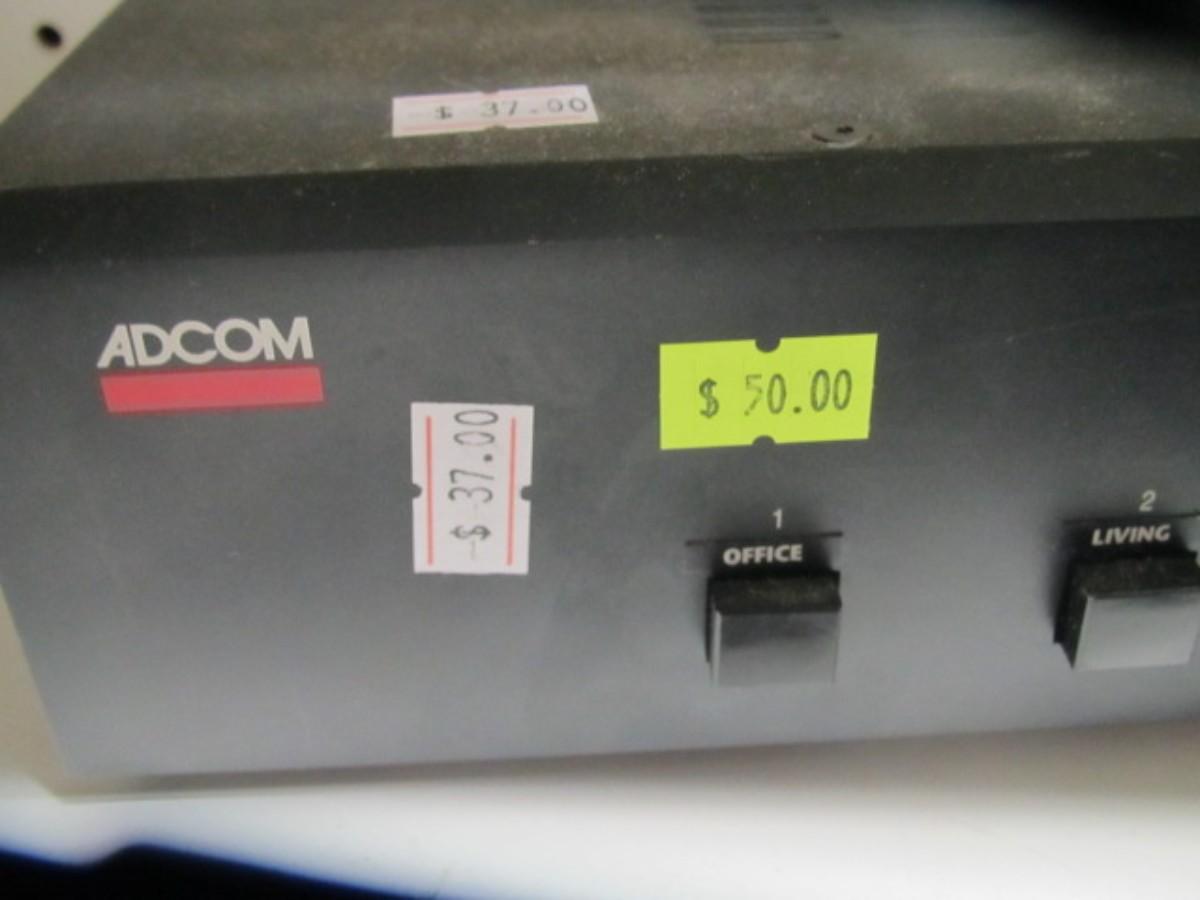 $ 37.00
ADCOM
$ 37.00
$ 50.00
1
OFFICE
2
LIVING